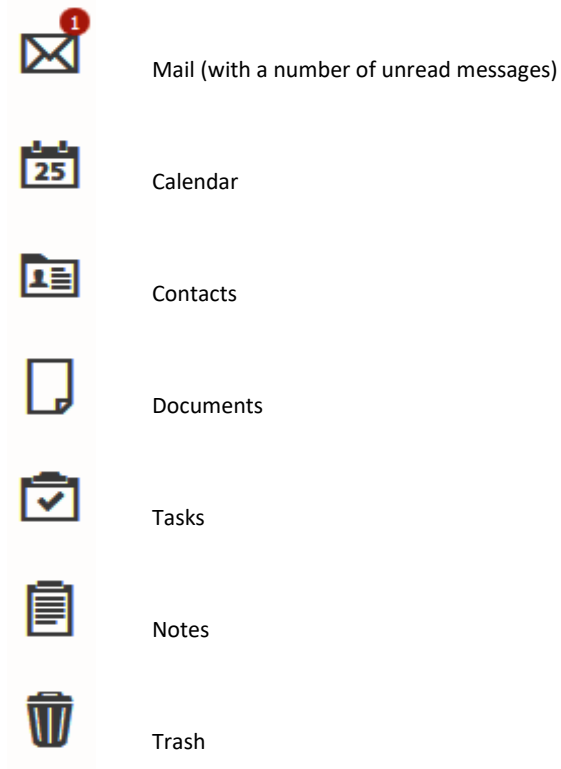 1
Mail (with a number of unread messages)
25
Calendar
Contacts
Documents
Tasks
Notes
Trash